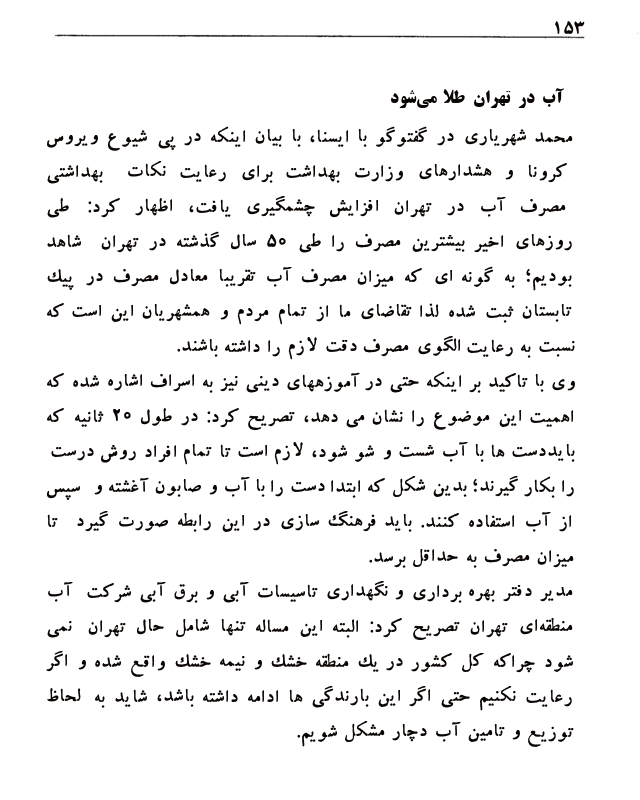 ۱۵۳
آب در تهران طلا می‌شود
محمد شهریاری در گفتوگو با ایسنا، با بیان اینکه در پی شیوع ویروس
کرونا و هشدارهای وزارت بهداشت برای رعایت نکات بهداشتی
مصرف آب در تهران افزایش چشمگیری یافت، اظهار کرد: طی
روزهای اخیر بیشترین مصرف را طی ۵۰ سال گذشته در تهران شاهد
بودیم؛ به گونه ای که میزان مصرف آب تقریبا معادل مصرف در پیك
تابستان ثبت شده لذا تقاضای ما از تمام مردم و همشهریان این است که
نسبت به رعایت الگوی مصرف دقت لازم را داشته باشند.
وی با تاکید بر اینکه حتی در آموزههای دینی نیز به اسراف اشاره شده که
اهمیت این موضوع را نشان می دهد، تصریح کرد: در طول ۲۰ ثانیه که
بایددست ها با آب شست و شو شود، لازم است تا تمام افراد روش درست
را بکار گیرند؛ بدین شکل که ابتدا دست را با آب و صابون آغشته و سپس
از آب استفاده کنند. باید فرهنگ سازی در این رابطه صورت گیرد تا
میزان مصرف به حداقل برسد.
مدیر دفتر بهره برداری و نگهداری تاسیسات آبی و برق آبی شرکت آب
منطقه‌ای تهران تصریح کرد: البته این مساله تنها شامل حال تهران نمی
شود چراکه کل کشور در یك منطقه خشك و نیمه خشك واقع شده و اگر
رعایت نکنیم حتی اگر این بارندگی ها ادامه داشته باشد، شاید به لحاظ
توزیع و تامین آب دچار مشکل شویم.